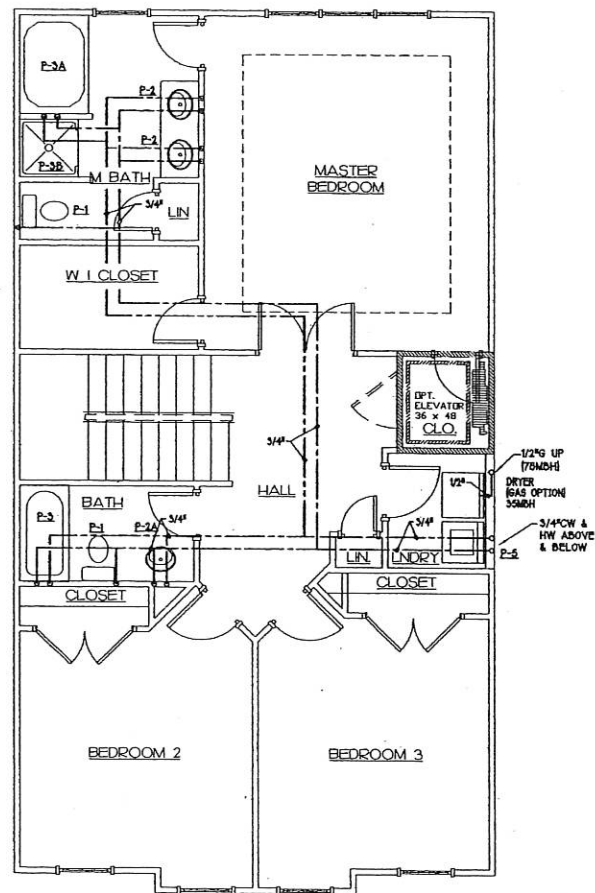 P-3A
P-2
P-2
P-3B
M BATH
P-1
3/4"
LIN
MASTER
BEDROOM
W I CLOSET
OPT.
ELEVATOR
36 x 48
CLO.
3/4"
HALL
1/2"G UP
(75MBH)
1/2"
DRYER
(GAS OPTION)
35MBH
BATH
P-3
P-1
P-2A
3/4"
3/4"
3/4"CW &
HW ABOVE
& BELOW
P-5
LIN.
LNDRY
CLOSET
CLOSET
BEDROOM 2
BEDROOM 3